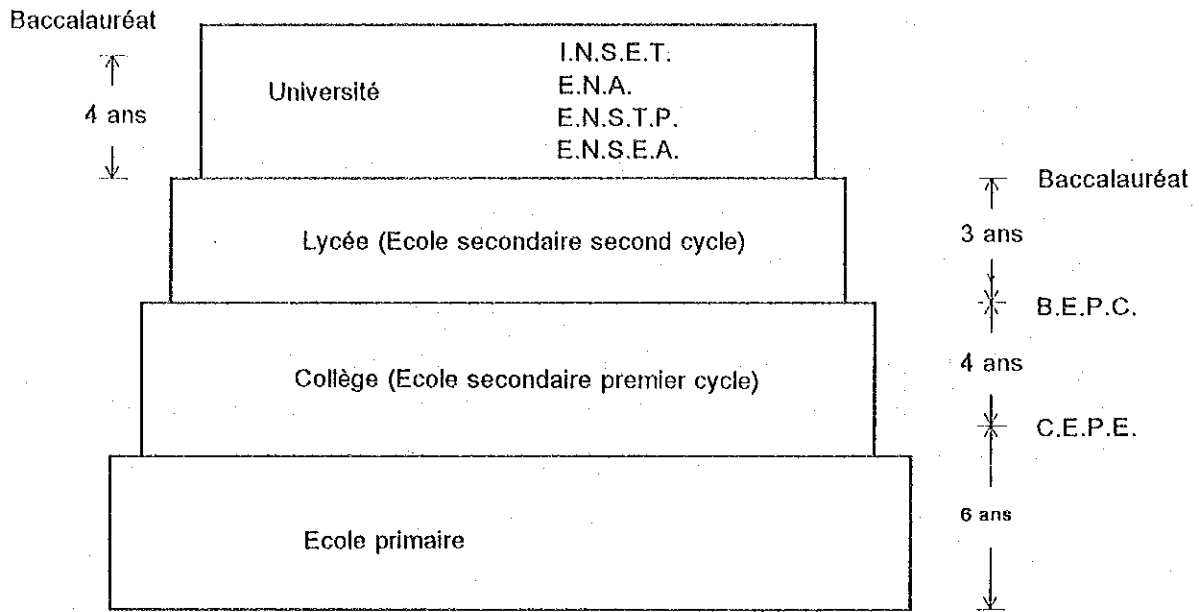 Baccalauréat
4 ans
Université
I.N.S.E.T.
E.N.A.
E.N.S.T.P.
E.N.S.E.A.
Baccalauréat
Lycée (Ecole secondaire second cycle)
3 ans
B.E.P.C.
Collège (Ecole secondaire premier cycle)
4 ans
C.E.P.E.
Ecole primaire
6 ans